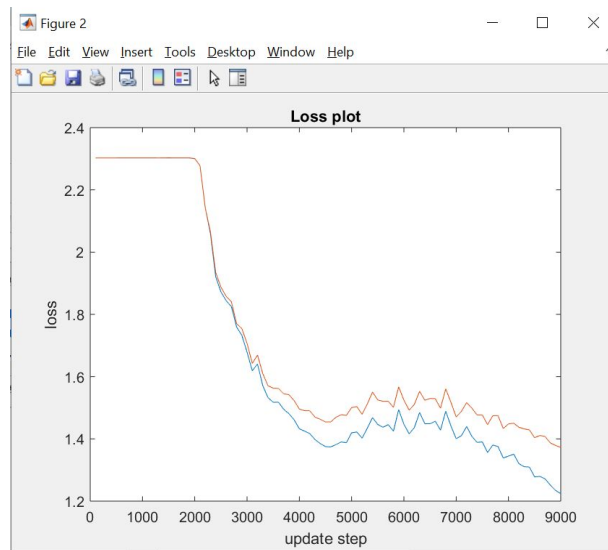 Figure 2
File Edit View Insert Tools Desktop Window Help
Loss plot
2.4
2.2
2
1.8
1.6
1.4
1.2
loss
0 1000 2000 3000 4000 5000 6000 7000 8000 9000
update step